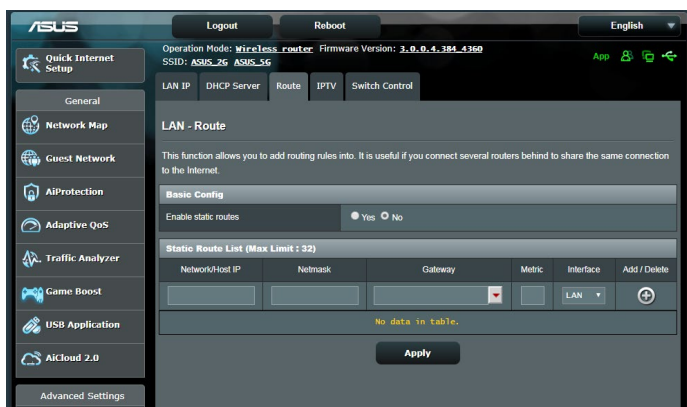 ASUS
Logout
Reboot
English
Quick Internet Setup
Operation Mode: Wireless router Firmware Version: 3.0.0.4.384_4360
SSID: ASUS_2G ASUS_5G
App
General
Network Map
Guest Network
AiProtection
Adaptive QoS
Traffic Analyzer
Game Boost
USB Application
AiCloud 2.0
Advanced Settings
LAN IP DHCP Server Route IPTV Switch Control
LAN - Route
This function allows you to add routing rules into. It is useful if you connect several routers behind to share the same connection
to the Internet.
Basic Config
Enable static routes Yes No
Static Route List (Max Limit : 32)
Network/Host IP Netmask Gateway Metric Interface Add / Delete
LAN
No data in table.
Apply